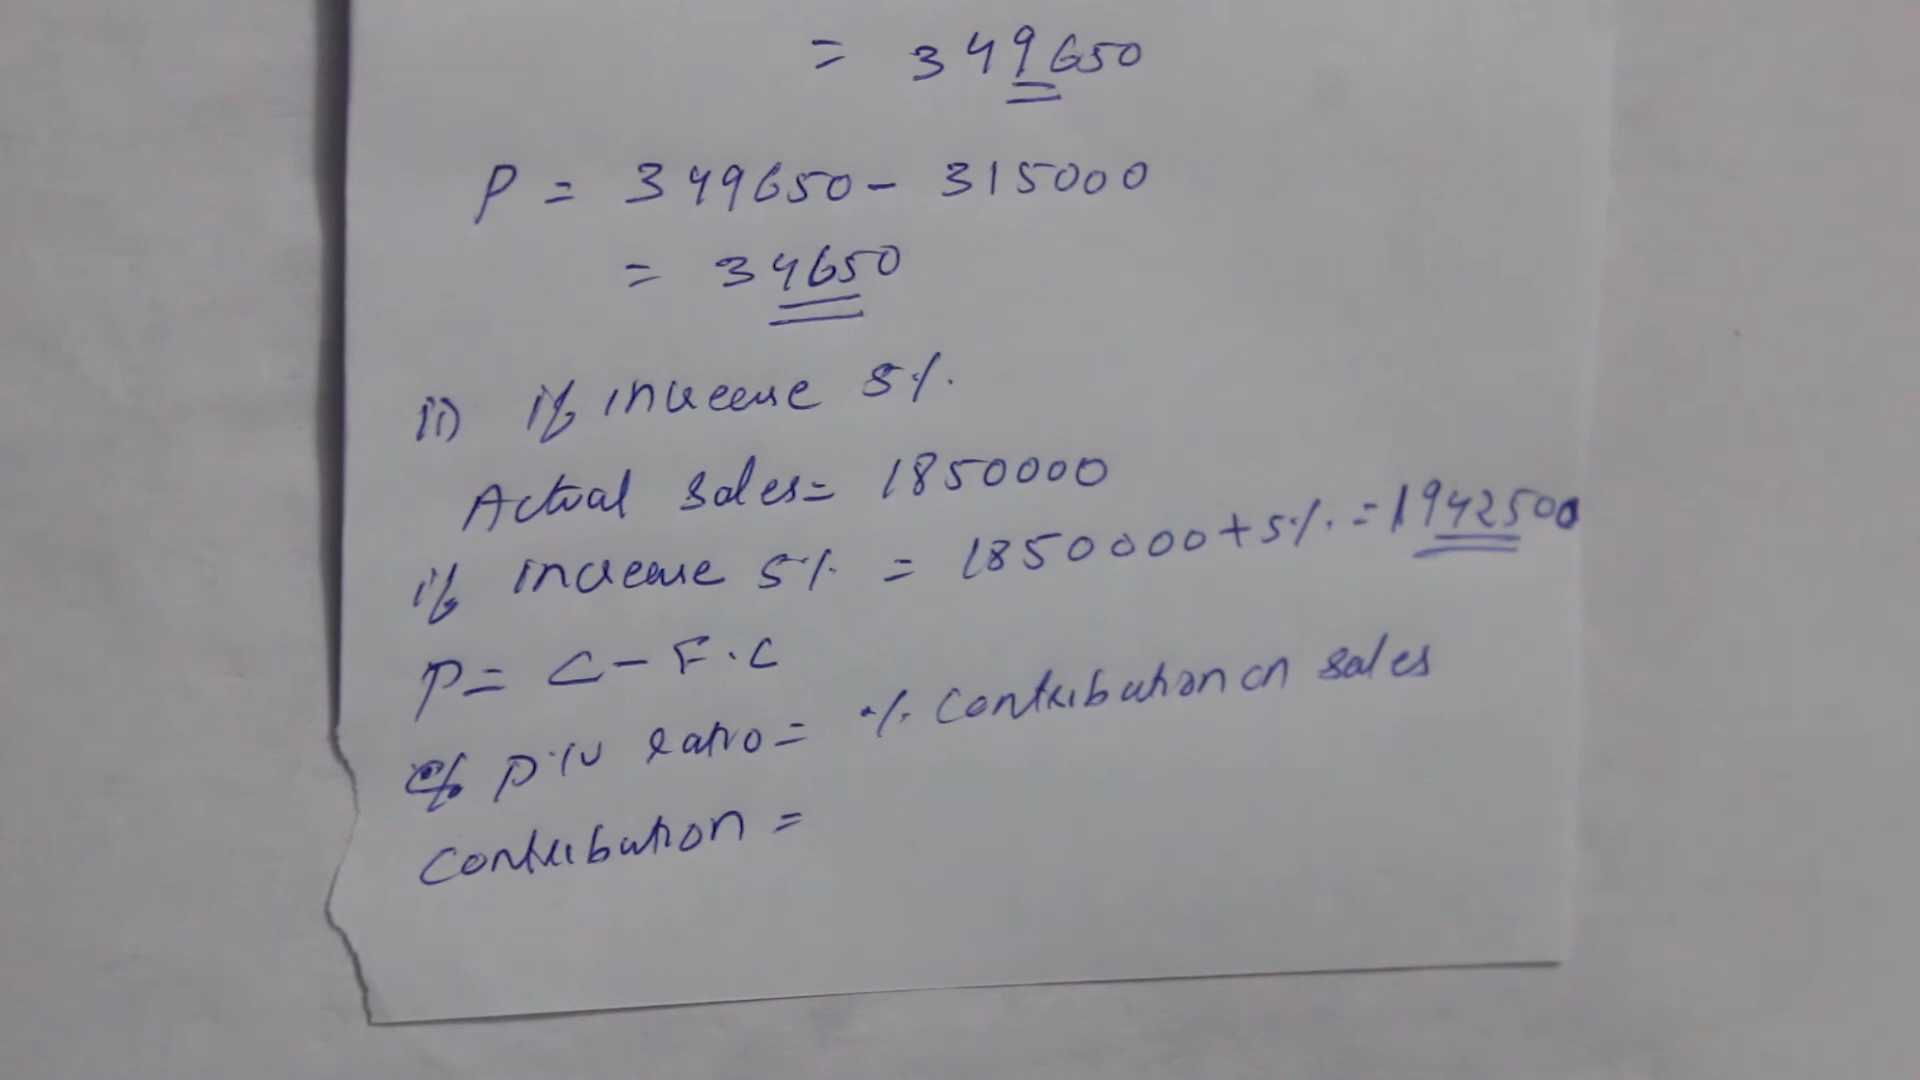 = 349650
P = 349650 - 315000
= 34650
ii) if increase 5%.
Actual sales = 1850000
if increase 5% = 1850000 + 5%. = 1942500
P = C - F.C
P.V ratio = % contribution on sales
Contribution =